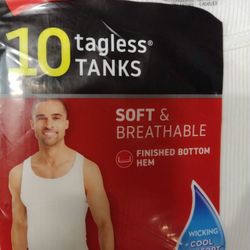 10 tagless®
TANKS
SOFT &
BREATHABLE
FINISHED BOTTOM
HEM
WICKING
COOL